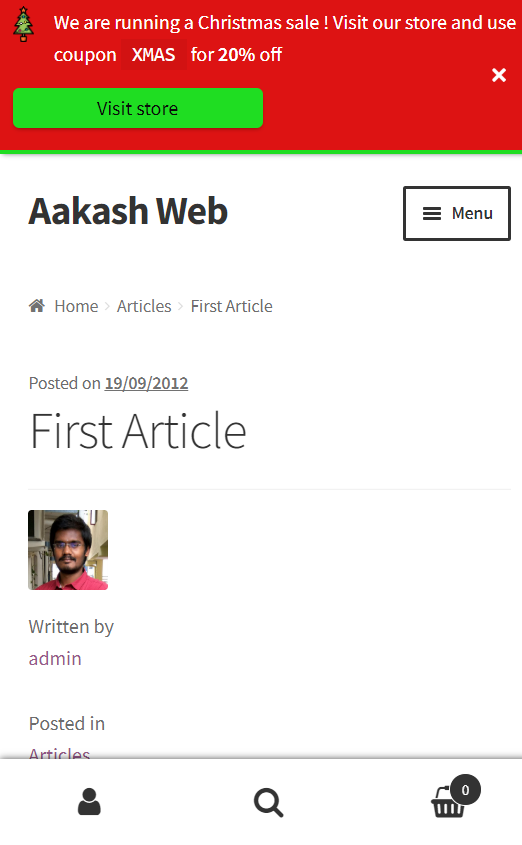 We are running a Christmas sale ! Visit our store and use
coupon XMAS for 20% off
Visit store
Aakash Web
Menu
Home Articles First Article
Posted on 19/09/2012
First Article
Written by
admin
Posted in
Articles
0